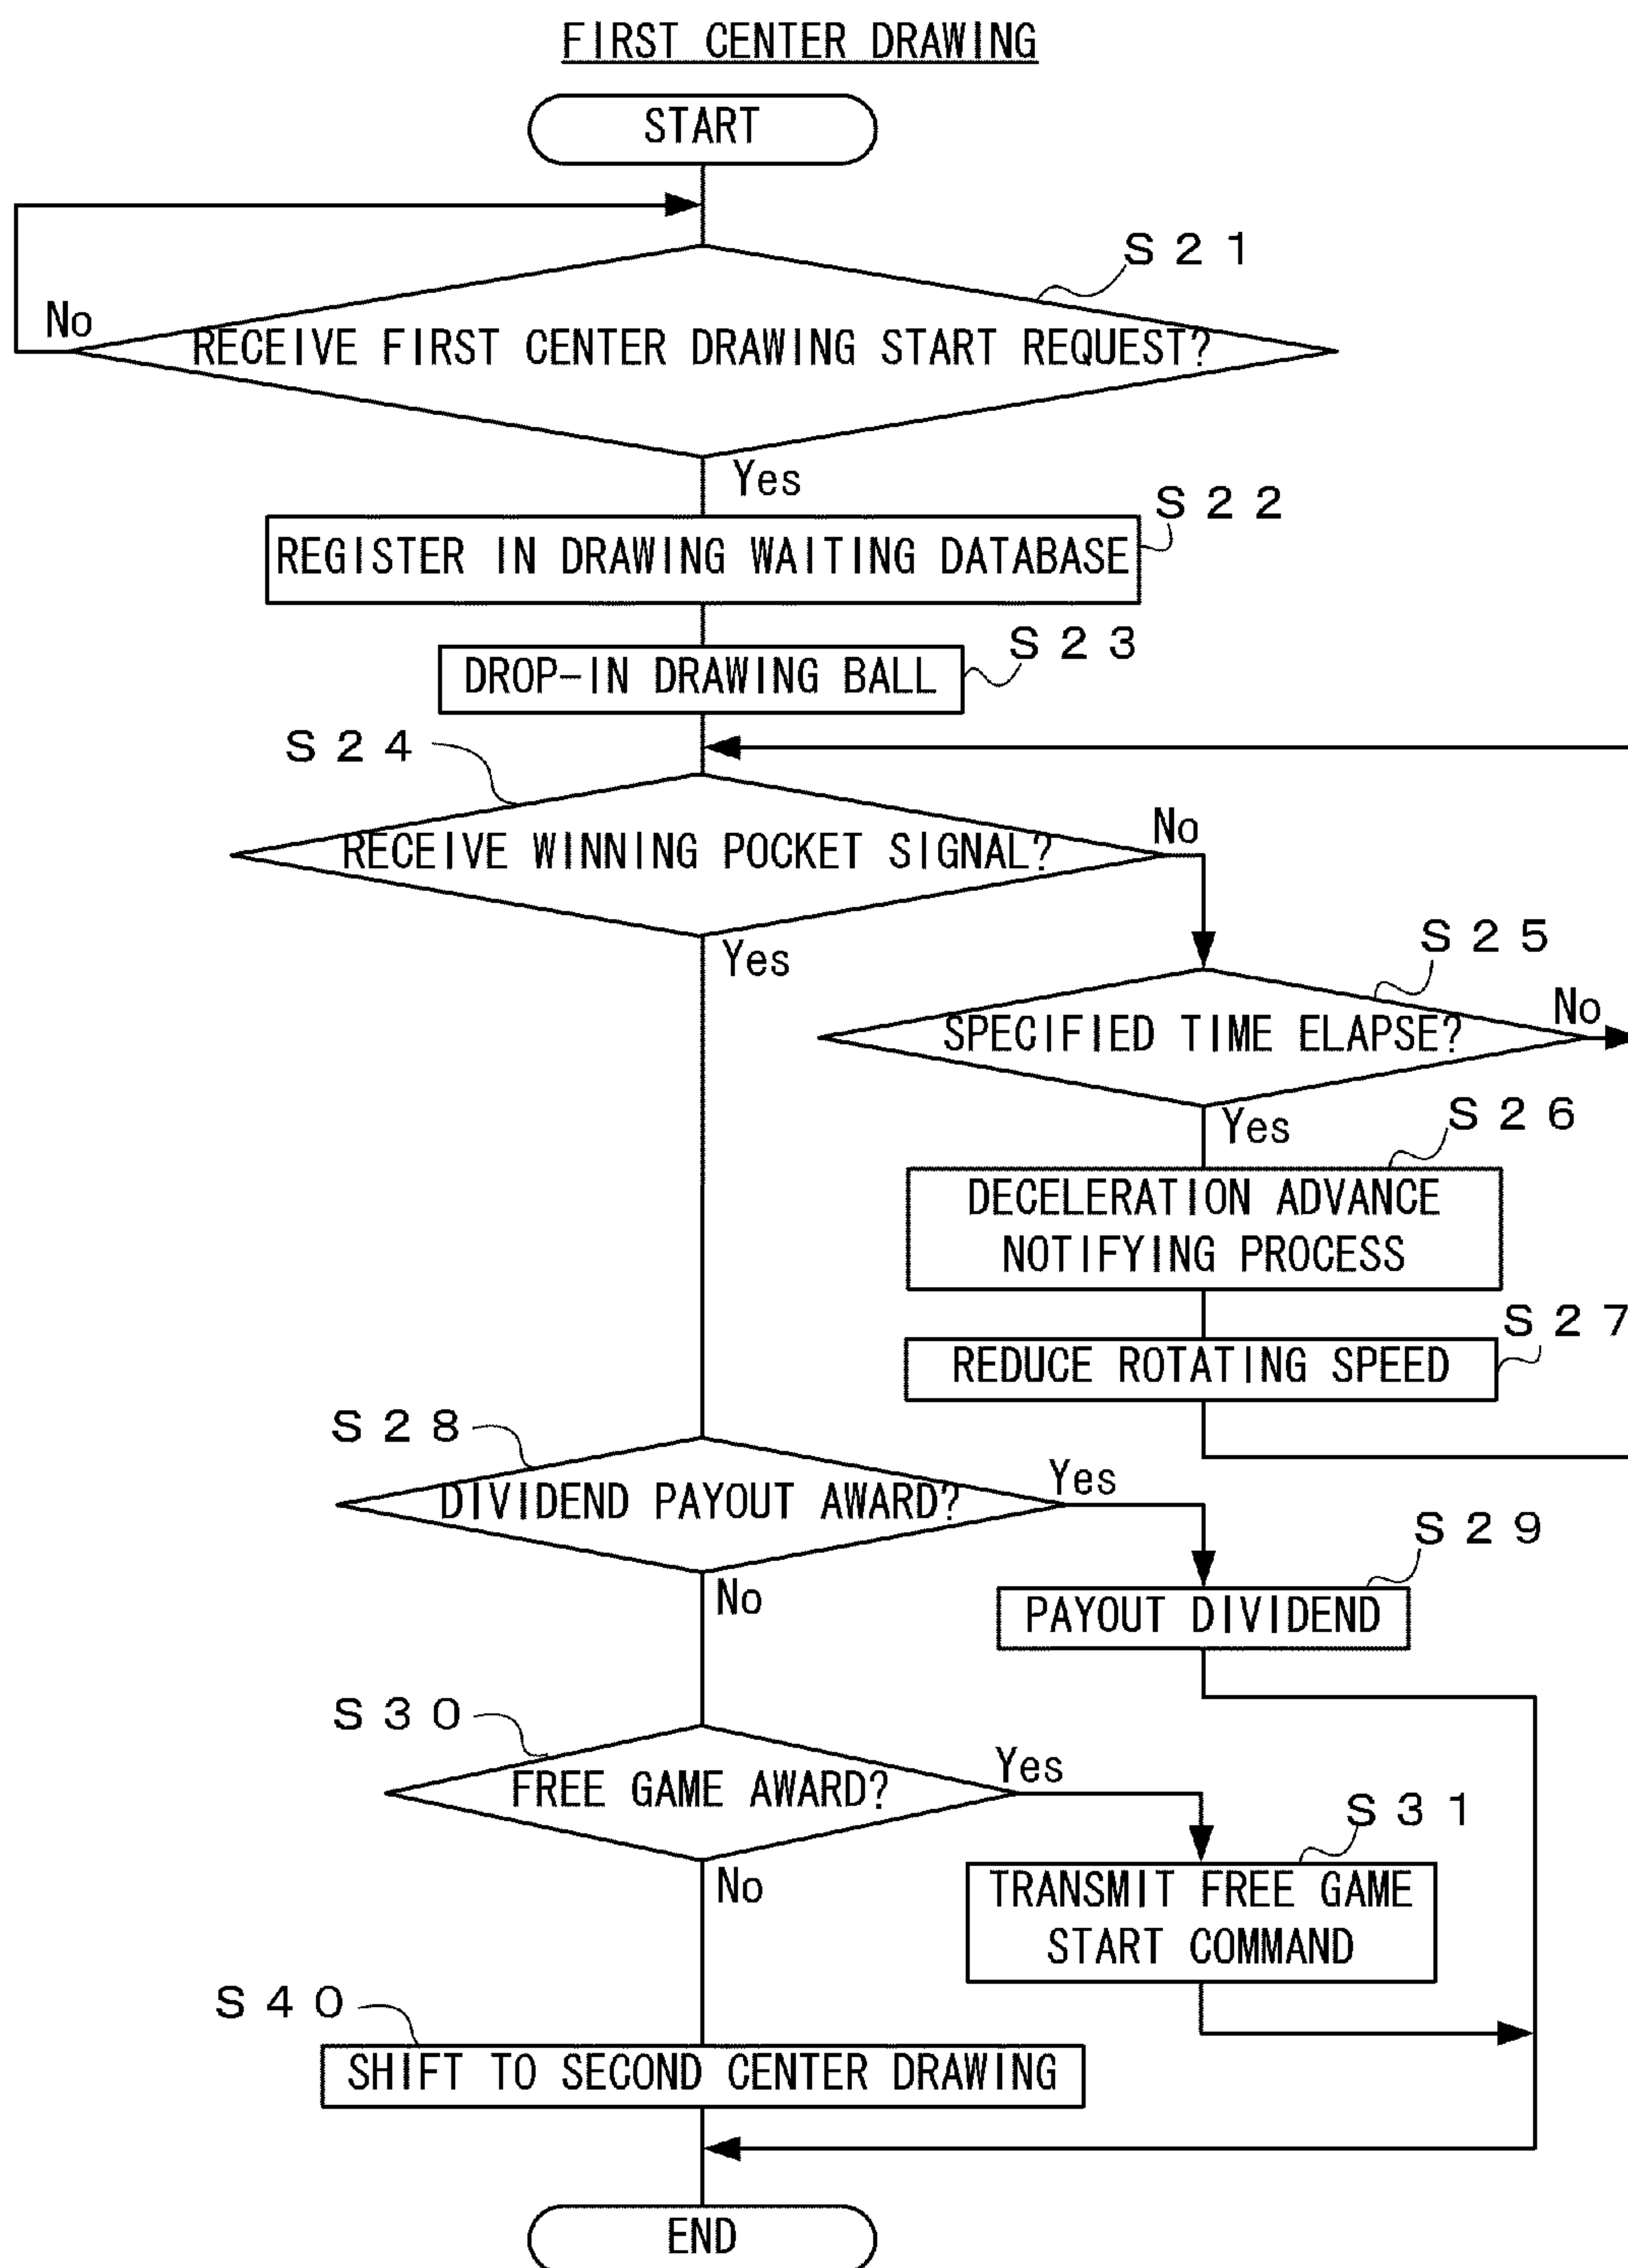 FIRST CENTER DRAWING
START
S21
No
RECEIVE FIRST CENTER DRAWING START REQUEST?
Yes
S22
REGISTER IN DRAWING WAITING DATABASE
S23
DROP-IN DRAWING BALL
S24
No
RECEIVE WINNING POCKET SIGNAL?
Yes
S25
No
SPECIFIED TIME ELAPSE?
Yes
S26
DECELERATION ADVANCE
NOTIFYING PROCESS
S27
REDUCE ROTATING SPEED
S28
Yes
DIVIDEND PAYOUT AWARD?
No
S29
PAYOUT DIVIDEND
S30
Yes
FREE GAME AWARD?
No
S31
TRANSMIT FREE GAME
START COMMAND
S40
SHIFT TO SECOND CENTER DRAWING
END